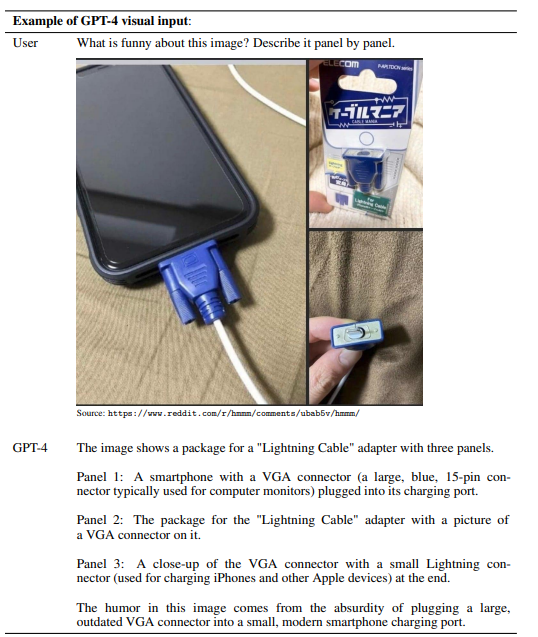 Example of GPT-4 visual input:
User What is funny about this image? Describe it panel by panel.
ELECOM
P-APLTDCV series
ケーブルマニア
CABLE MANIA
For
Lightning Cable
Source: https://www.reddit.com/r/hmmm/comments/ubab5v/hmmm/
GPT-4 The image shows a package for a "Lightning Cable" adapter with three panels.
Panel 1: A smartphone with a VGA connector (a large, blue, 15-pin con-
nector typically used for computer monitors) plugged into its charging port.
Panel 2: The package for the "Lightning Cable" adapter with a picture of
a VGA connector on it.
Panel 3: A close-up of the VGA connector with a small Lightning con-
nector (used for charging iPhones and other Apple devices) at the end.
The humor in this image comes from the absurdity of plugging a large,
outdated VGA connector into a small, modern smartphone charging port.